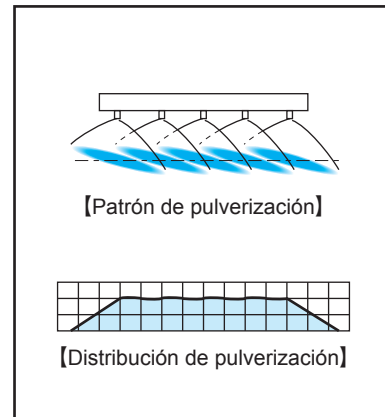 【Patrón de pulverización】
【Distribución de pulverización】